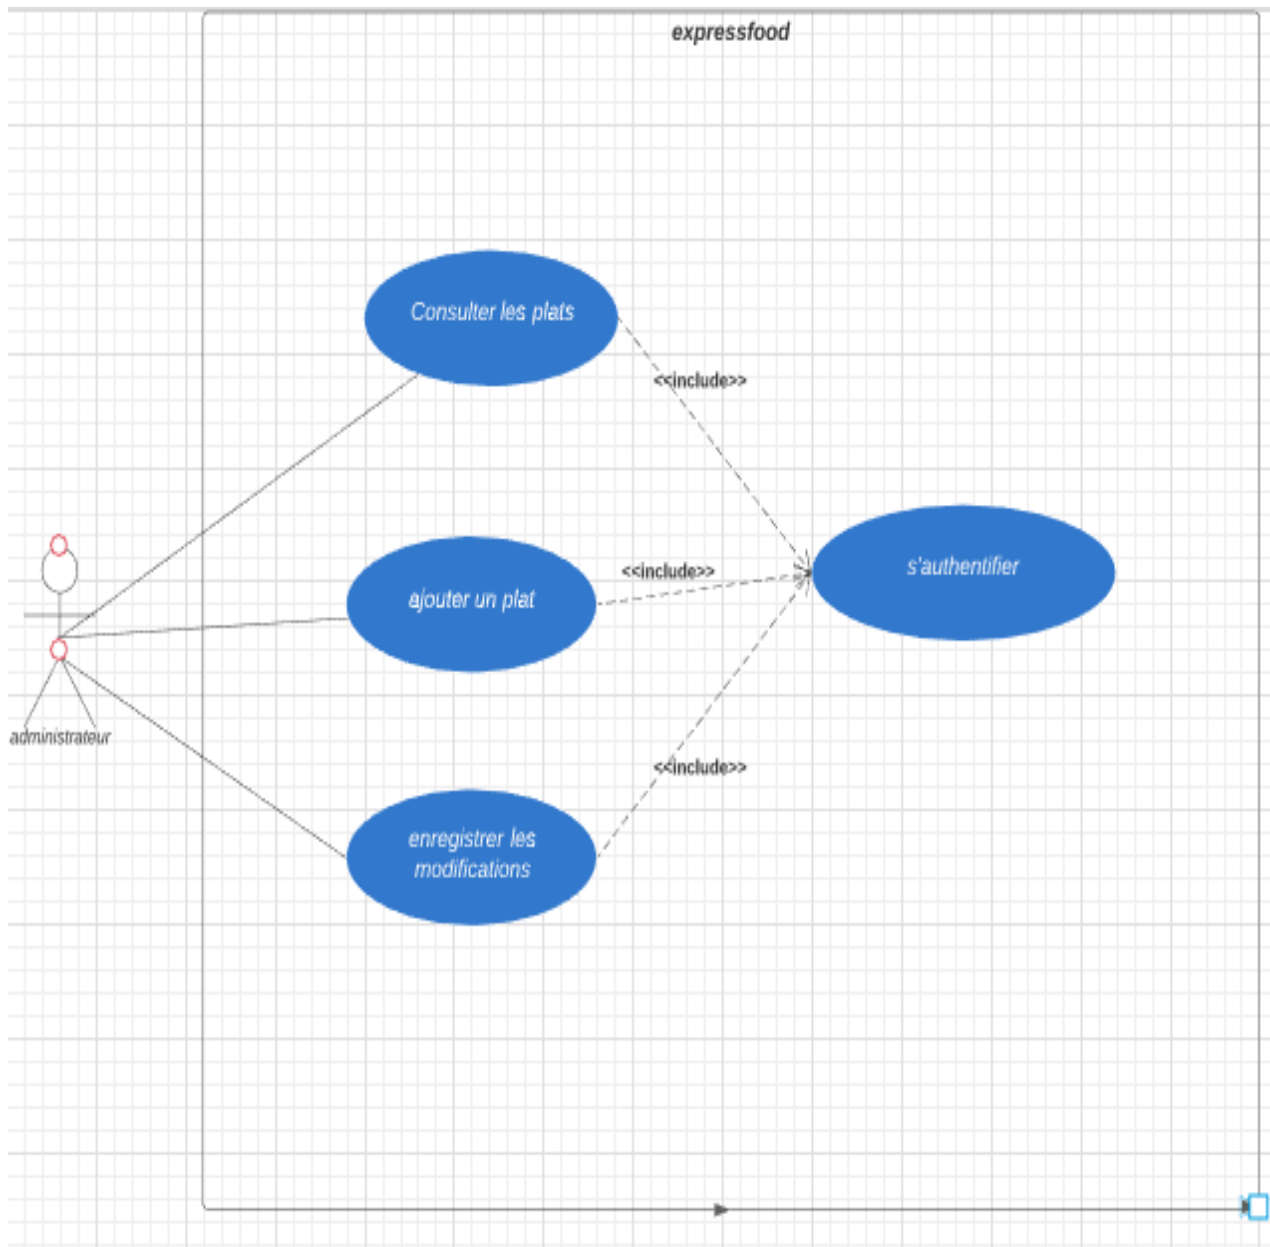 expressfood
Consulter les plats
<<include>>
s'authentifier
<<include>>
ajouter un plat
administrateur
<<include>>
enregistrer les
modifications